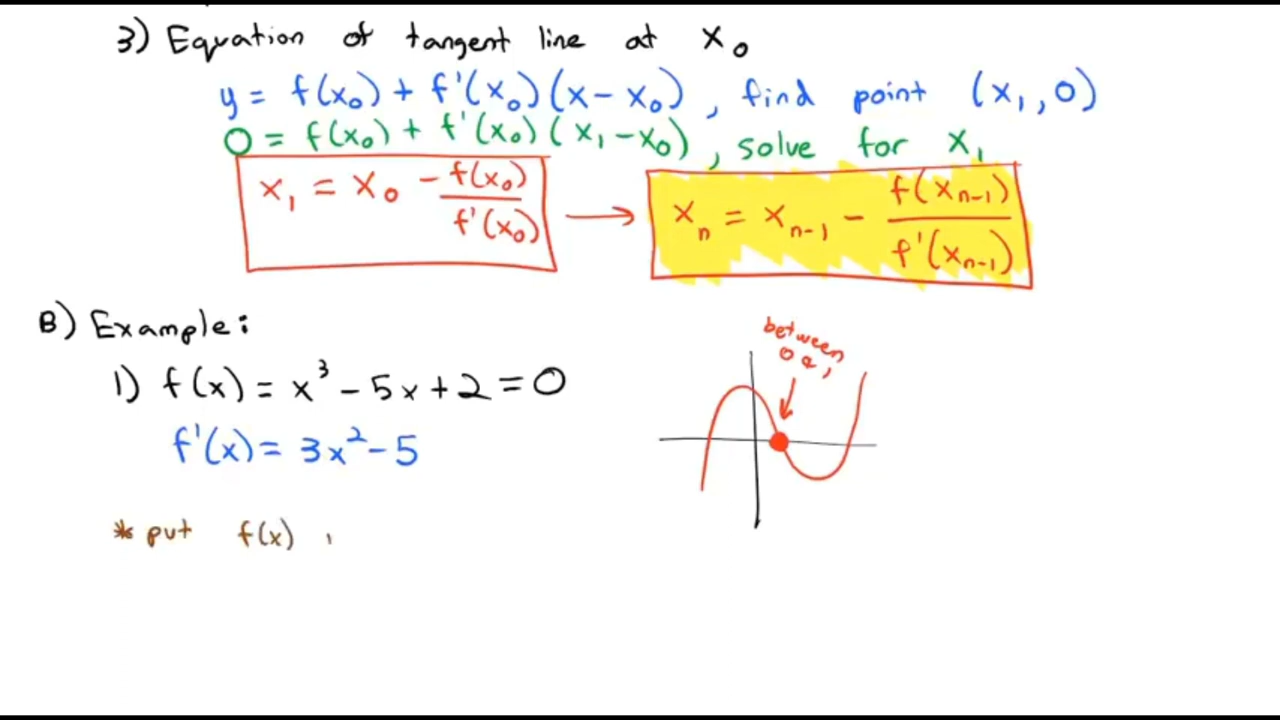 3) Equation of tangent line at x₀
y = f(x₀) + f'(x₀)(x - x₀), find point (x₁, 0)
0 = f(x₀) + f'(x₀)(x₁ - x₀), solve for x₁
x₁ = x₀ - f(x₀)/f'(x₀) → xₙ = xₙ₋₁ - f(xₙ₋₁)/f'(xₙ₋₁)
B) Example:
between
0 & 1
1) f(x) = x³ - 5x + 2 = 0
f'(x) = 3x² - 5
* put f(x)